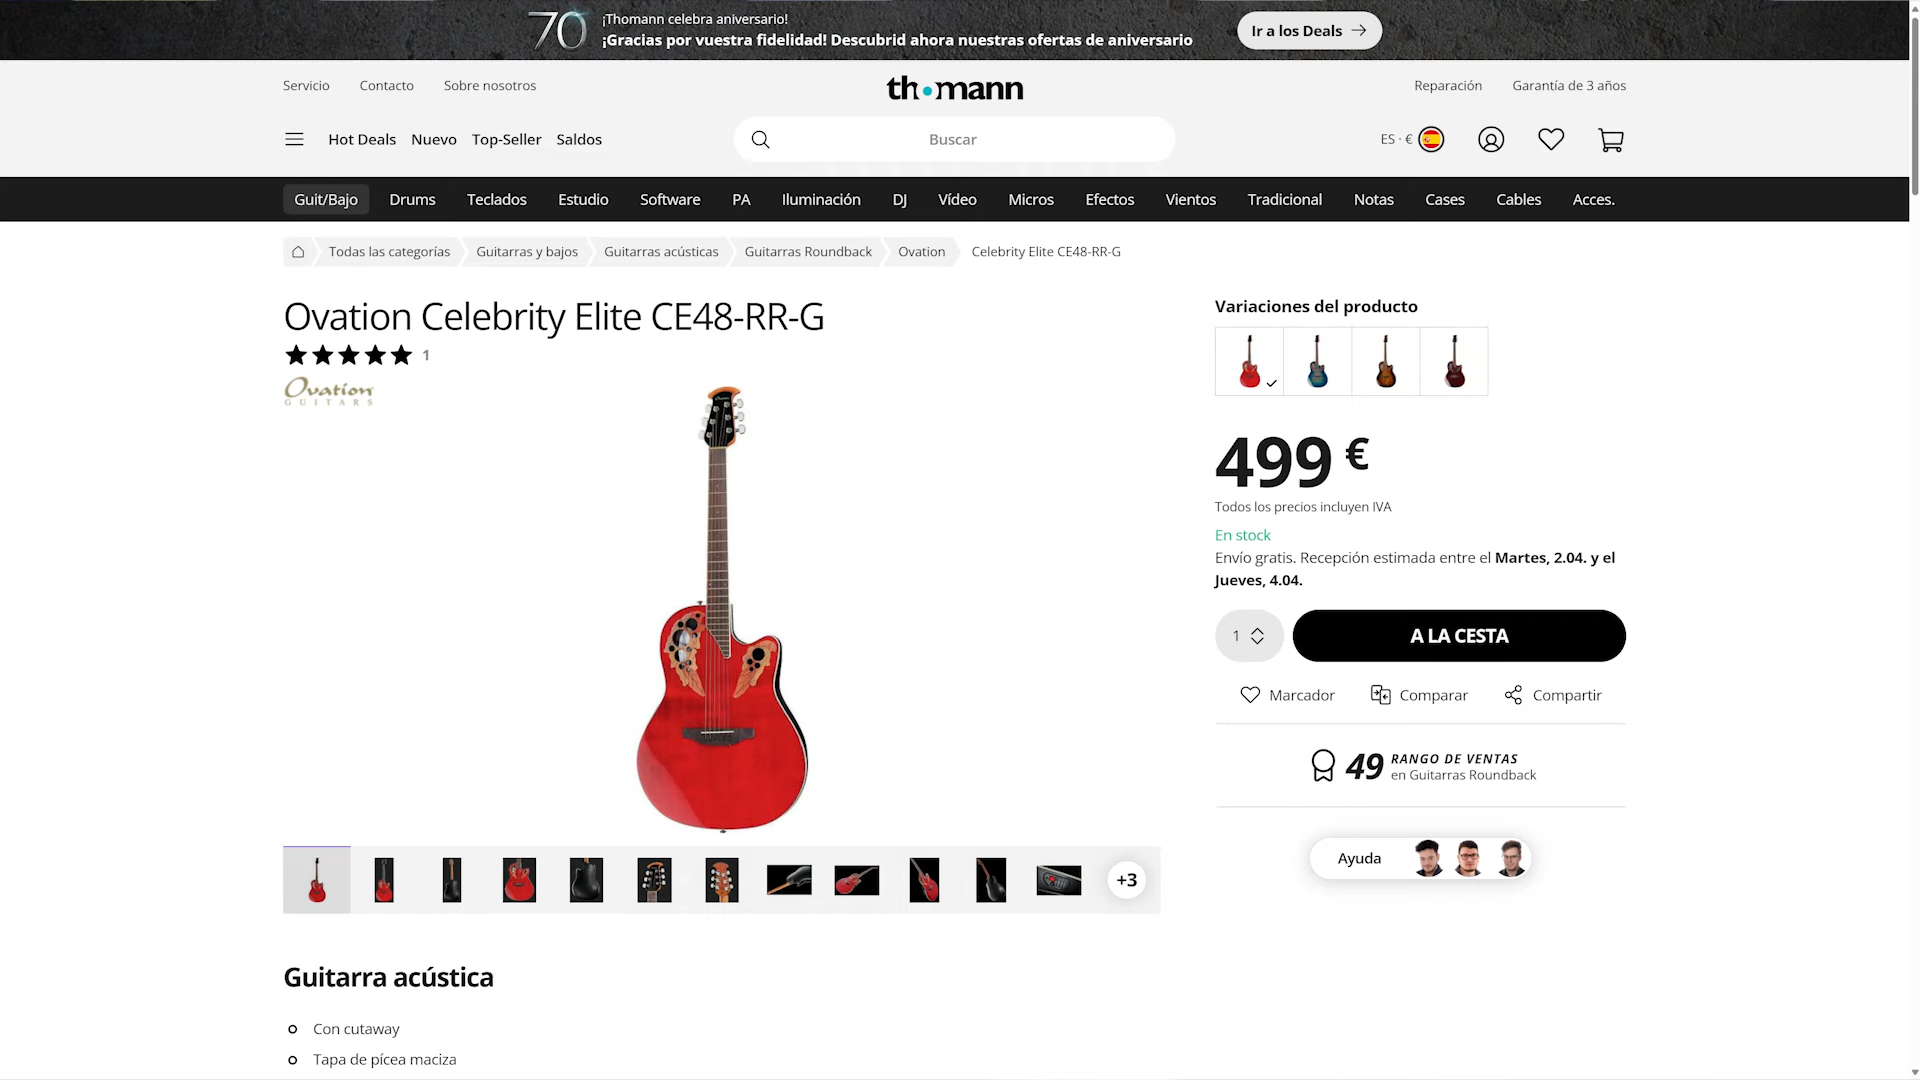 70
¡Thomann celebra aniversario!
¡Gracias por vuestra fidelidad! Descubrid ahora nuestras ofertas de aniversario
Ir a los Deals
Servicio
Contacto
Sobre nosotros
th•mann
Reparación
Garantía de 3 años
Hot Deals
Nuevo
Top-Seller
Saldos
Buscar
ES · €
Guit/Bajo
Drums
Teclados
Estudio
Software
PA
Iluminación
DJ
Vídeo
Micros
Efectos
Vientos
Tradicional
Notas
Cases
Cables
Acces.
Todas las categorías
Guitarras y bajos
Guitarras acústicas
Guitarras Roundback
Ovation
Celebrity Elite CE48-RR-G
Ovation Celebrity Elite CE48-RR-G
1
Ovation
GUITARS
Variaciones del producto
499 €
Todos los precios incluyen IVA
En stock
Envío gratis. Recepción estimada entre el Martes, 2.04. y el
Jueves, 4.04.
1
A LA CESTA
Marcador
Comparar
Compartir
49
RANGO DE VENTAS
en Guitarras Roundback
Ayuda
+3
Guitarra acústica
Con cutaway
Tapa de pícea maciza